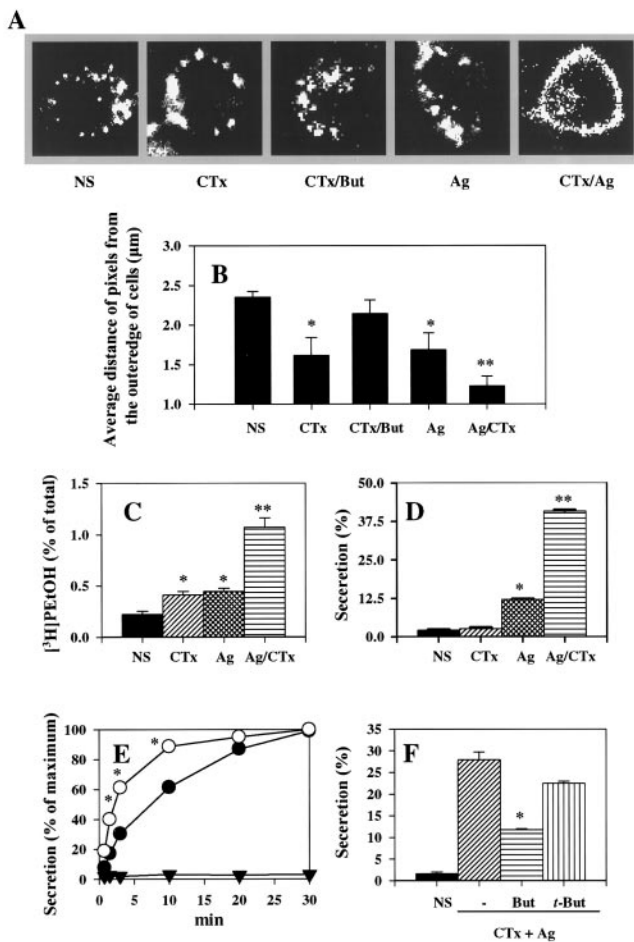 A
NS CTx CTx/But Ag CTx/Ag
Average distance of pixels from
the outeredge of cells (µm)
B
3.0
2.5
2.0
1.5
1.0
* * **
NS CTx CTx/But Ag Ag/CTx
[³H]PEtOH (% of total)
C
1.5
1.0
0.5
0.0
* * **
NS CTx Ag Ag/CTx
Seceretion (%)
D
50.0
37.5
12.5
0.0
* **
NS CTx Ag Ag/CTx
Secretion (% of maximum)
E
100
80
60
40
20
0
* * *
0 5 10 15 20 25 30
min
Seceretion (%)
F
35
30
25
20
15
10
5
0
*
NS - But t-But
CTx + Ag